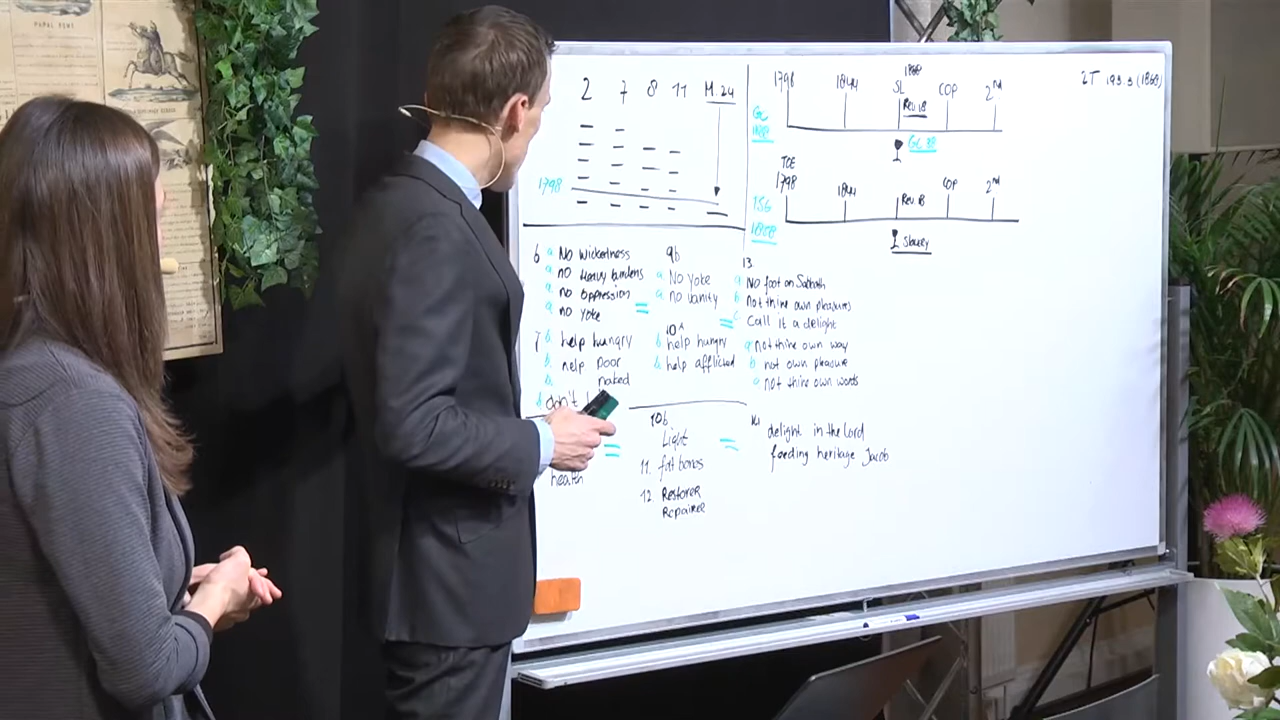 PAPAL FENS
2 7 8 11 M.24
1798
1798 1844 SL COP 2nd
1888
Rev 18
GC
GC 38
2T 193.3 (1868)
TOE
1798 1844 Rev 18 COP 2nd
1SG
1858
Slavery
6 a. No wickedness
a. no heavy burdens
a. no oppression
a. no yoke
7 b. help hungry
b. help poor
b. naked
d don't
health
9b
a. No Yoke
a. no vanity
10A
b help hungry
b. help afflicted
10b
Light
11. fat bones
12. Restorer
Repairer
13.
a No foot on Sabbath
b not thine own pleasures
c Call it a delight
a not thine own way
b not own pleasure
a not thine own words
14 delight in the Lord
feeding heritage Jacob